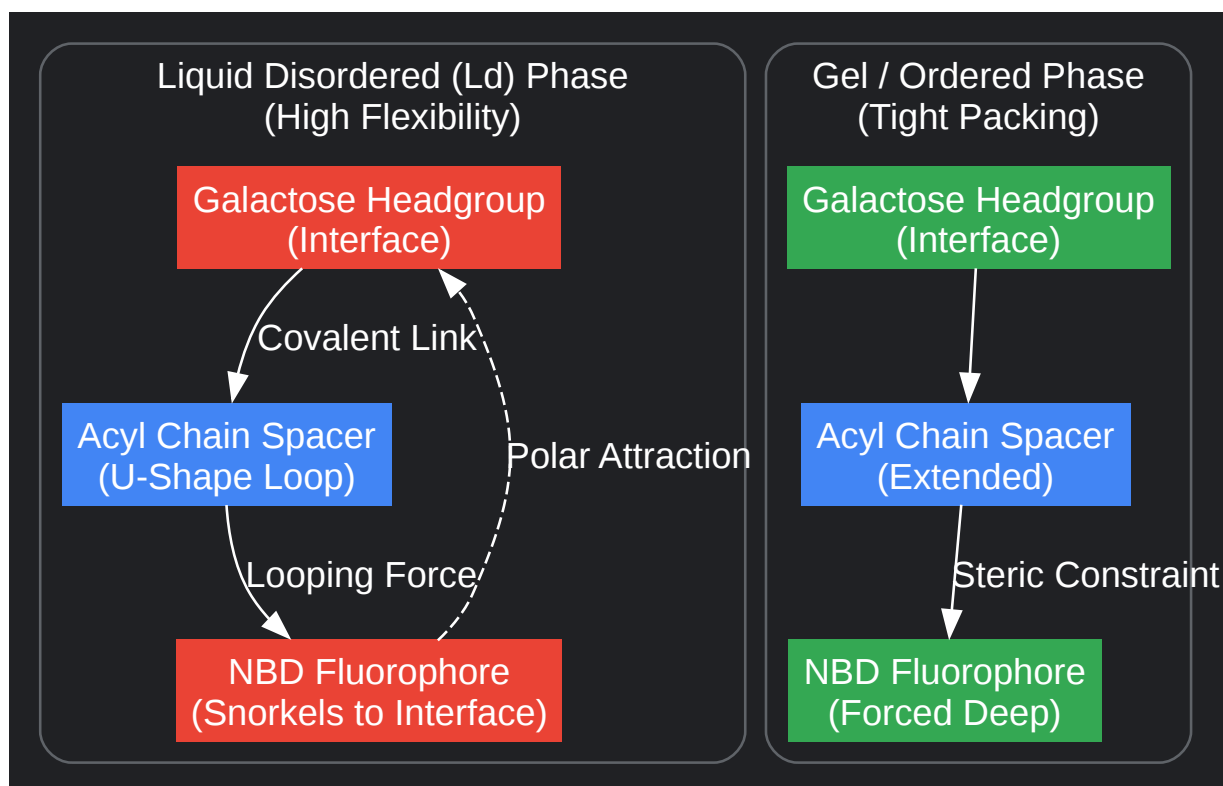 Liquid Disordered (Ld) Phase
(High Flexibility)
Galactose Headgroup
(Interface)
Covalent Link
Acyl Chain Spacer
(U-Shape Loop)
Polar Attraction
Looping Force
NBD Fluorophore
(Snorkels to Interface)
Gel / Ordered Phase
(Tight Packing)
Galactose Headgroup
(Interface)
Acyl Chain Spacer
(Extended)
Steric Constraint
NBD Fluorophore
(Forced Deep)